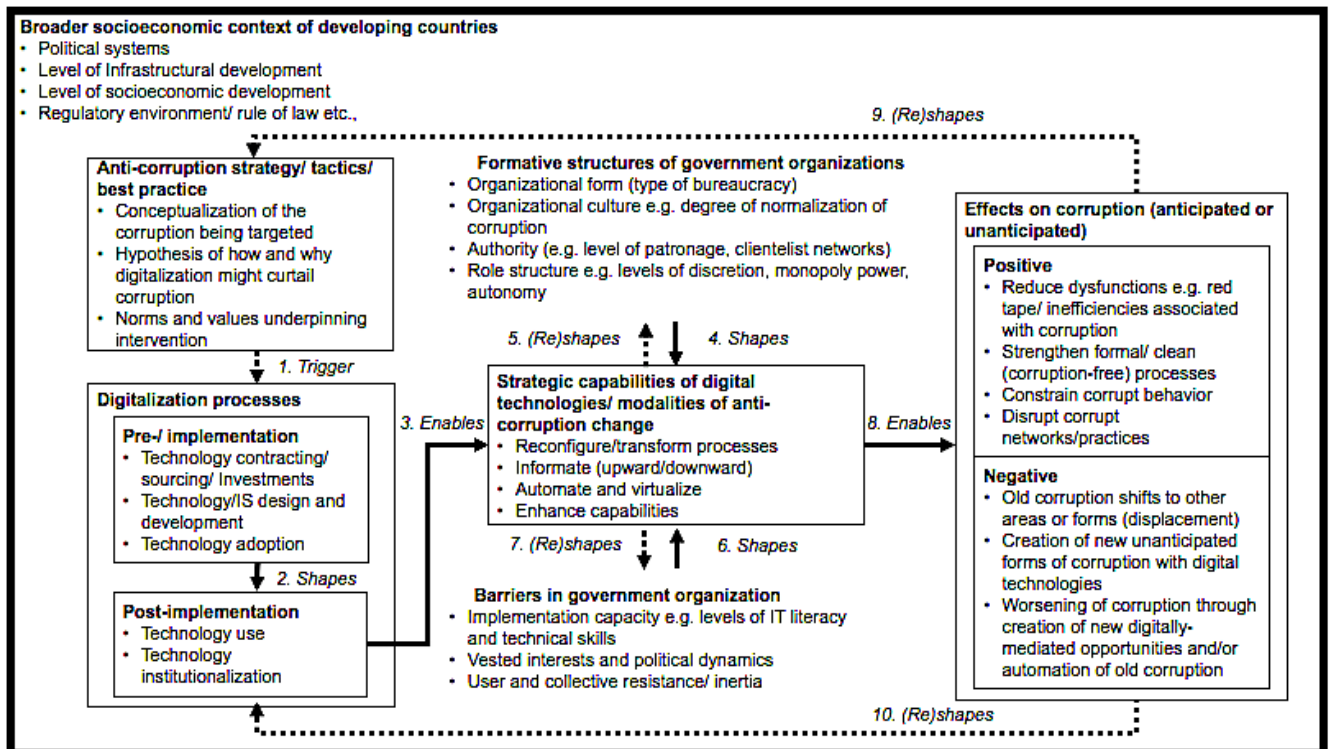 Broader socioeconomic context of developing countries
• Political systems
• Level of Infrastructural development
• Level of socioeconomic development
• Regulatory environment/ rule of law etc.,
9. (Re)shapes
Anti-corruption strategy/ tactics/
best practice
• Conceptualization of the
corruption being targeted
• Hypothesis of how and why
digitalization might curtail
corruption
• Norms and values underpinning
intervention
1. Trigger
Digitalization processes
Pre-/ implementation
• Technology contracting/
sourcing/ Investments
• Technology/IS design and
development
• Technology adoption
2. Shapes
Post-implementation
• Technology use
• Technology
institutionalization
3. Enables
Formative structures of government organizations
• Organizational form (type of bureaucracy)
• Organizational culture e.g. degree of normalization of
corruption
• Authority (e.g. level of patronage, clientelist networks)
• Role structure e.g. levels of discretion, monopoly power,
autonomy
5. (Re)shapes
4. Shapes
Strategic capabilities of digital
technologies/ modalities of anti-
corruption change
• Reconfigure/transform processes
• Informate (upward/downward)
• Automate and virtualize
• Enhance capabilities
7. (Re)shapes
6. Shapes
Barriers in government organization
• Implementation capacity e.g. levels of IT literacy
and technical skills
• Vested interests and political dynamics
• User and collective resistance/ inertia
8. Enables
Effects on corruption (anticipated or
unanticipated)
Positive
• Reduce dysfunctions e.g. red
tape/ inefficiencies associated
with corruption
• Strengthen formal/ clean
(corruption-free) processes
• Constrain corrupt behavior
• Disrupt corrupt
networks/practices
Negative
• Old corruption shifts to other
areas or forms (displacement)
• Creation of new unanticipated
forms of corruption with digital
technologies
• Worsening of corruption through
creation of new digitally-
mediated opportunities and/or
automation of old corruption
10. (Re)shapes